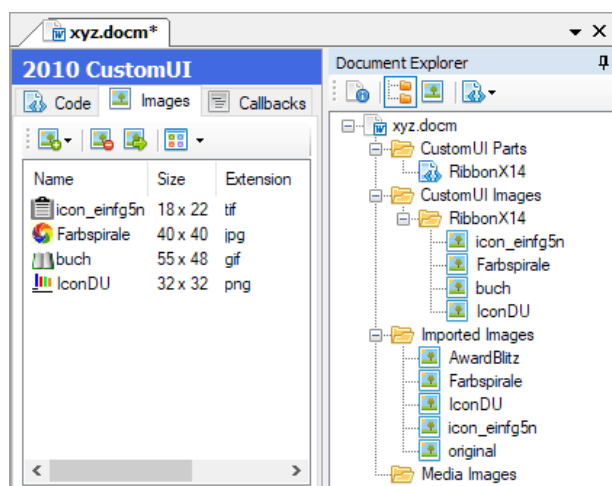 xyz.docm*
2010 CustomUI
Code Images Callbacks
Name Size Extension
icon_einfg5n 18 x 22 tif
Farbspirale 40 x 40 jpg
buch 55 x 48 gif
IconDU 32 x 32 png
Document Explorer
xyz.docm
CustomUI Parts
RibbonX14
CustomUI Images
RibbonX14
icon_einfg5n
Farbspirale
buch
IconDU
Imported Images
AwardBlitz
Farbspirale
IconDU
icon_einfg5n
original
Media Images